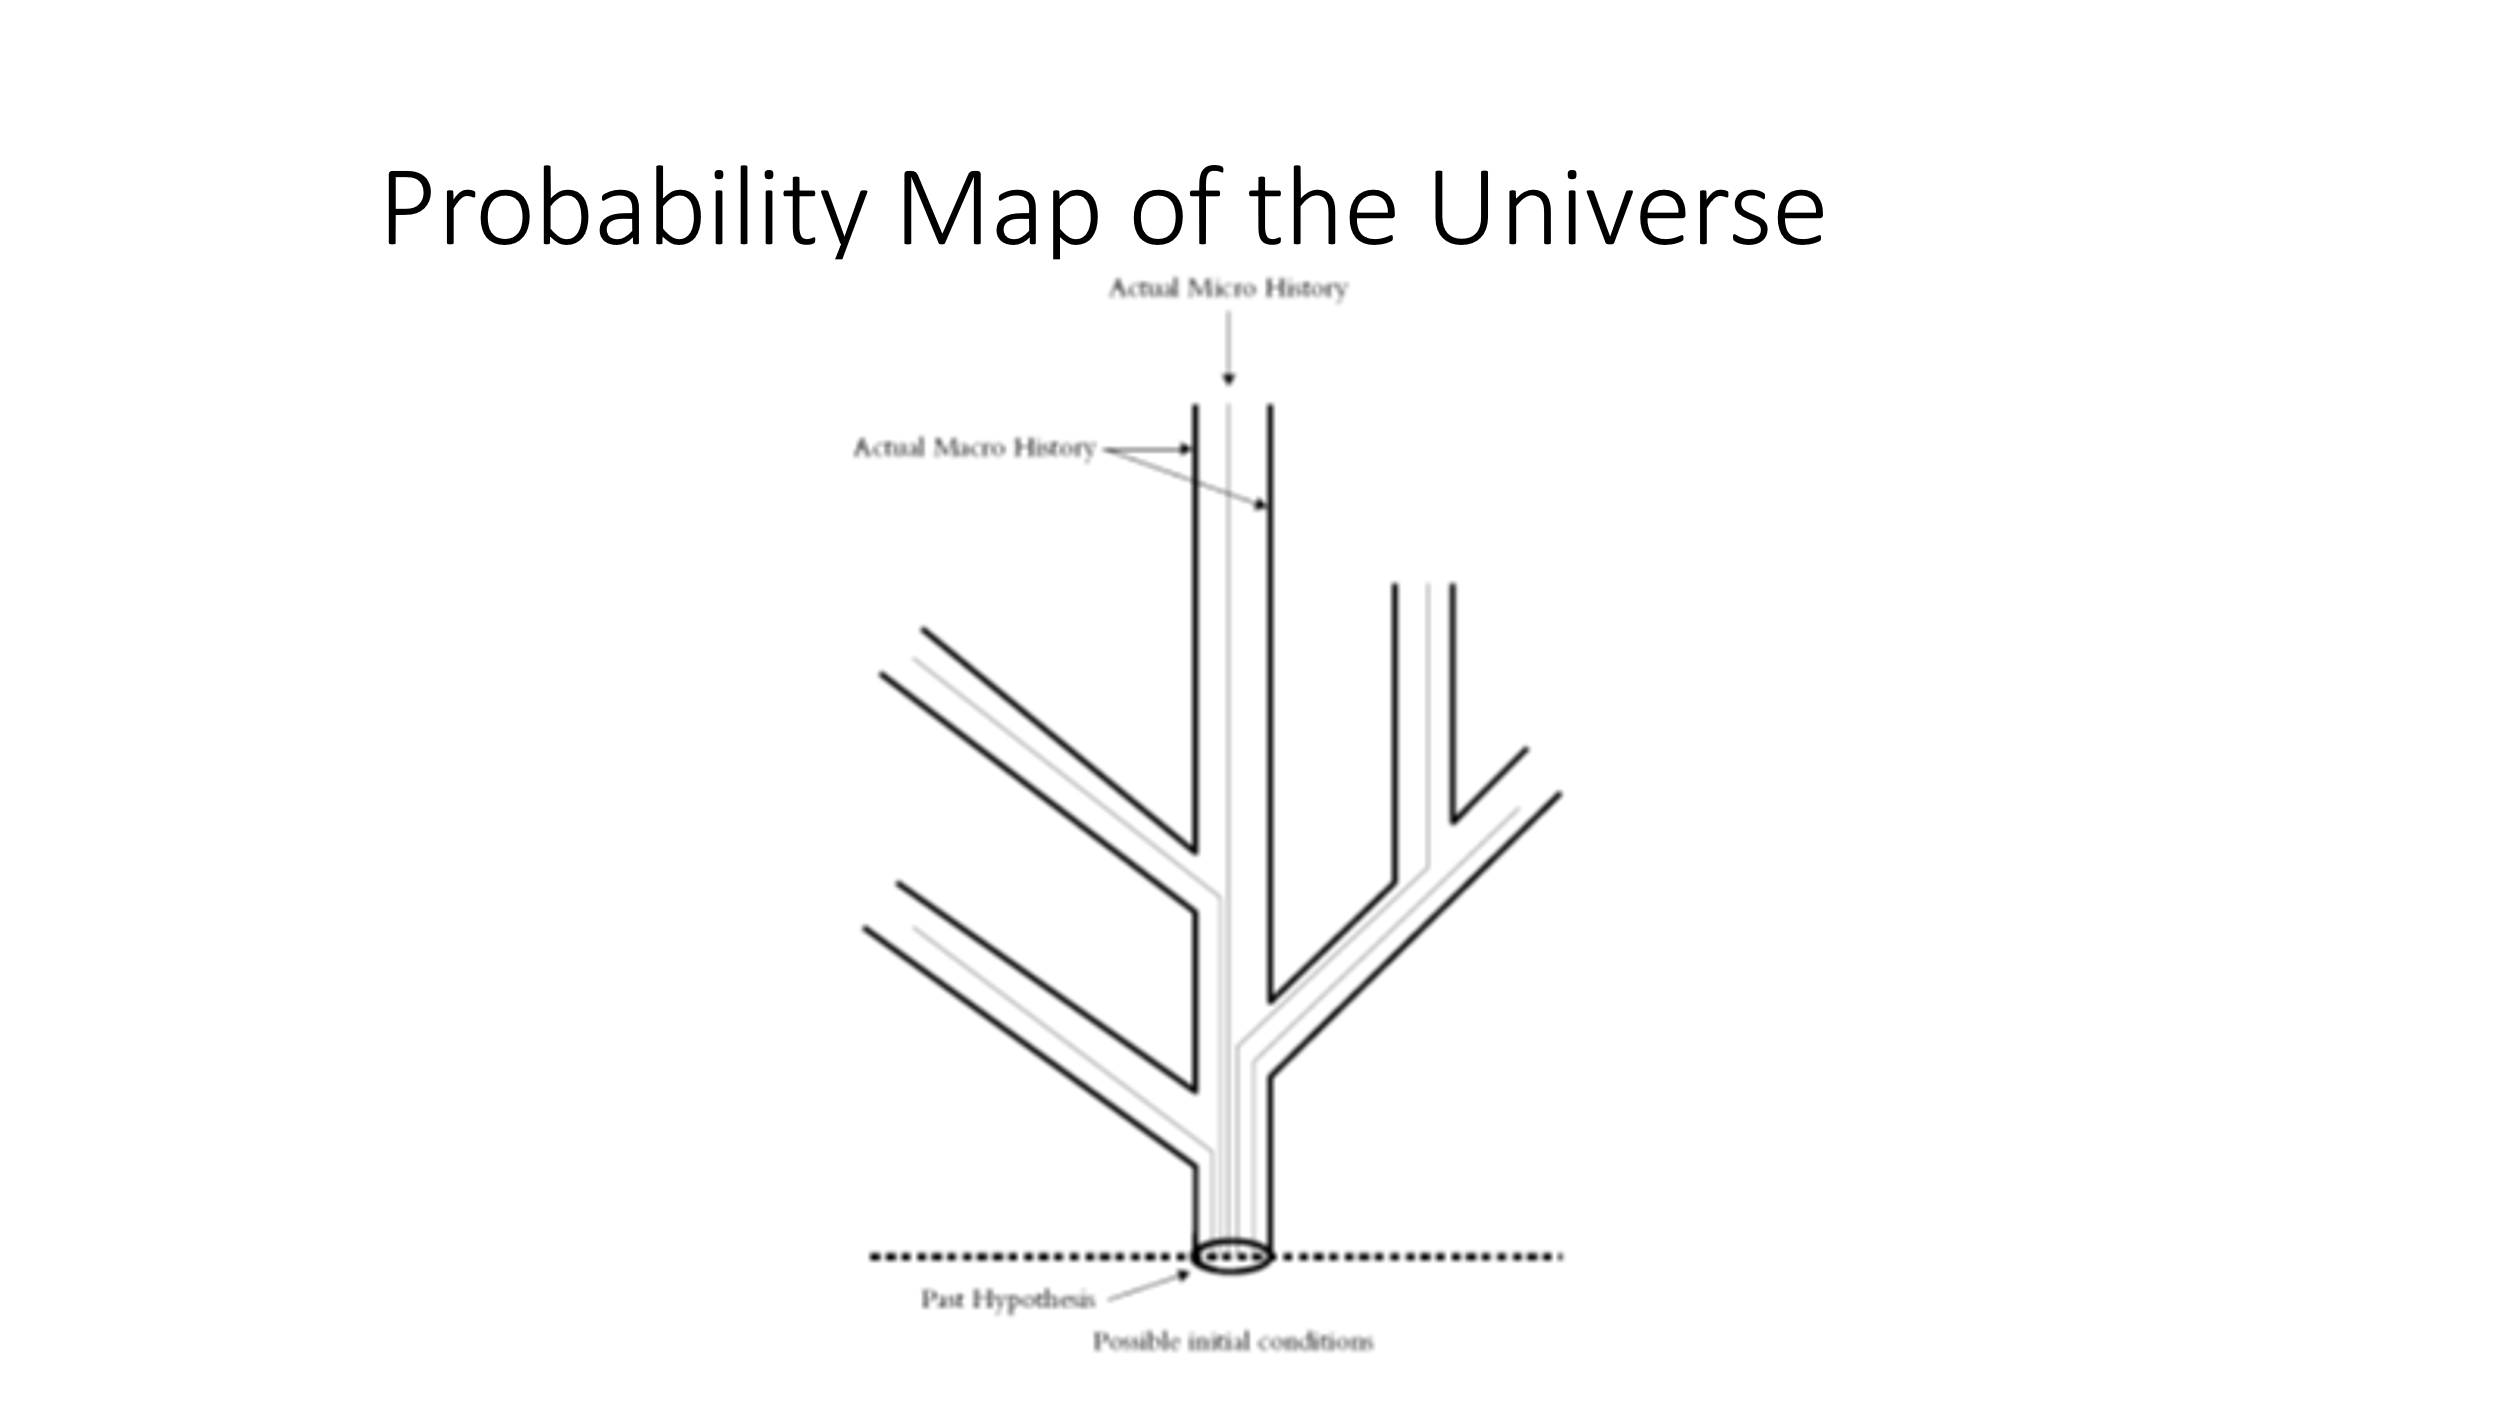 Probability Map of the Universe
Actual Micro History
Actual Macro History
Past Hypothesis
Possible initial conditions